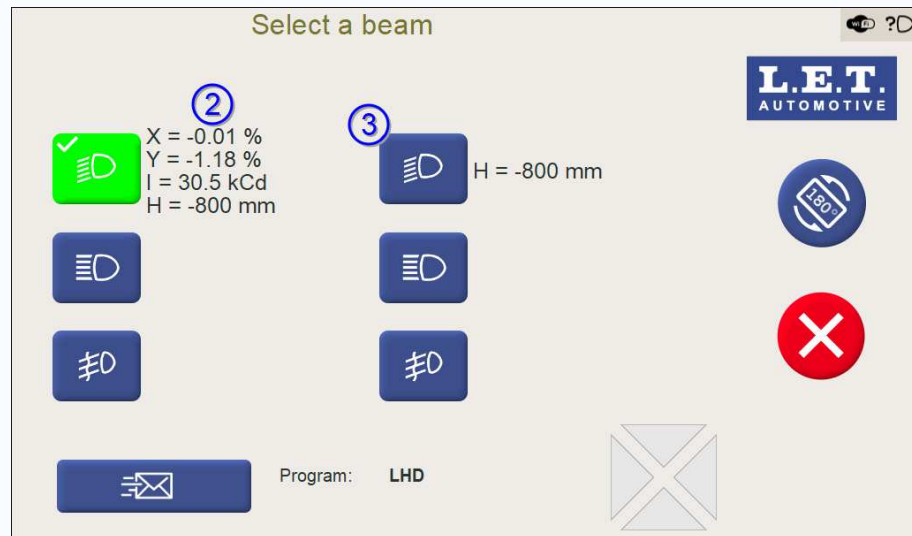 Select a beam
WiFi ?
L.E.T.
AUTOMOTIVE
2
X = -0.01 %
Y = -1.18 %
I = 30.5 kCd
H = -800 mm
3
H = -800 mm
180°
Program: LHD